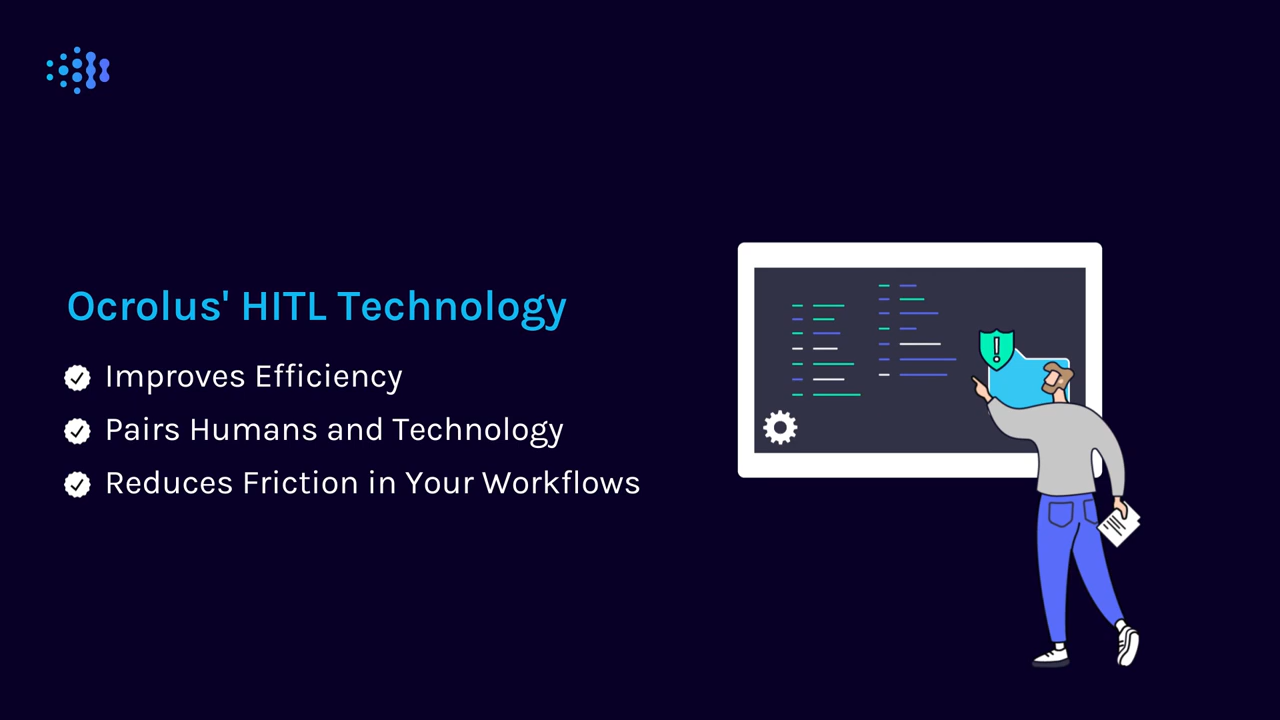 Ocrolus' HITL Technology
Improves Efficiency
Pairs Humans and Technology
Reduces Friction in Your Workflows